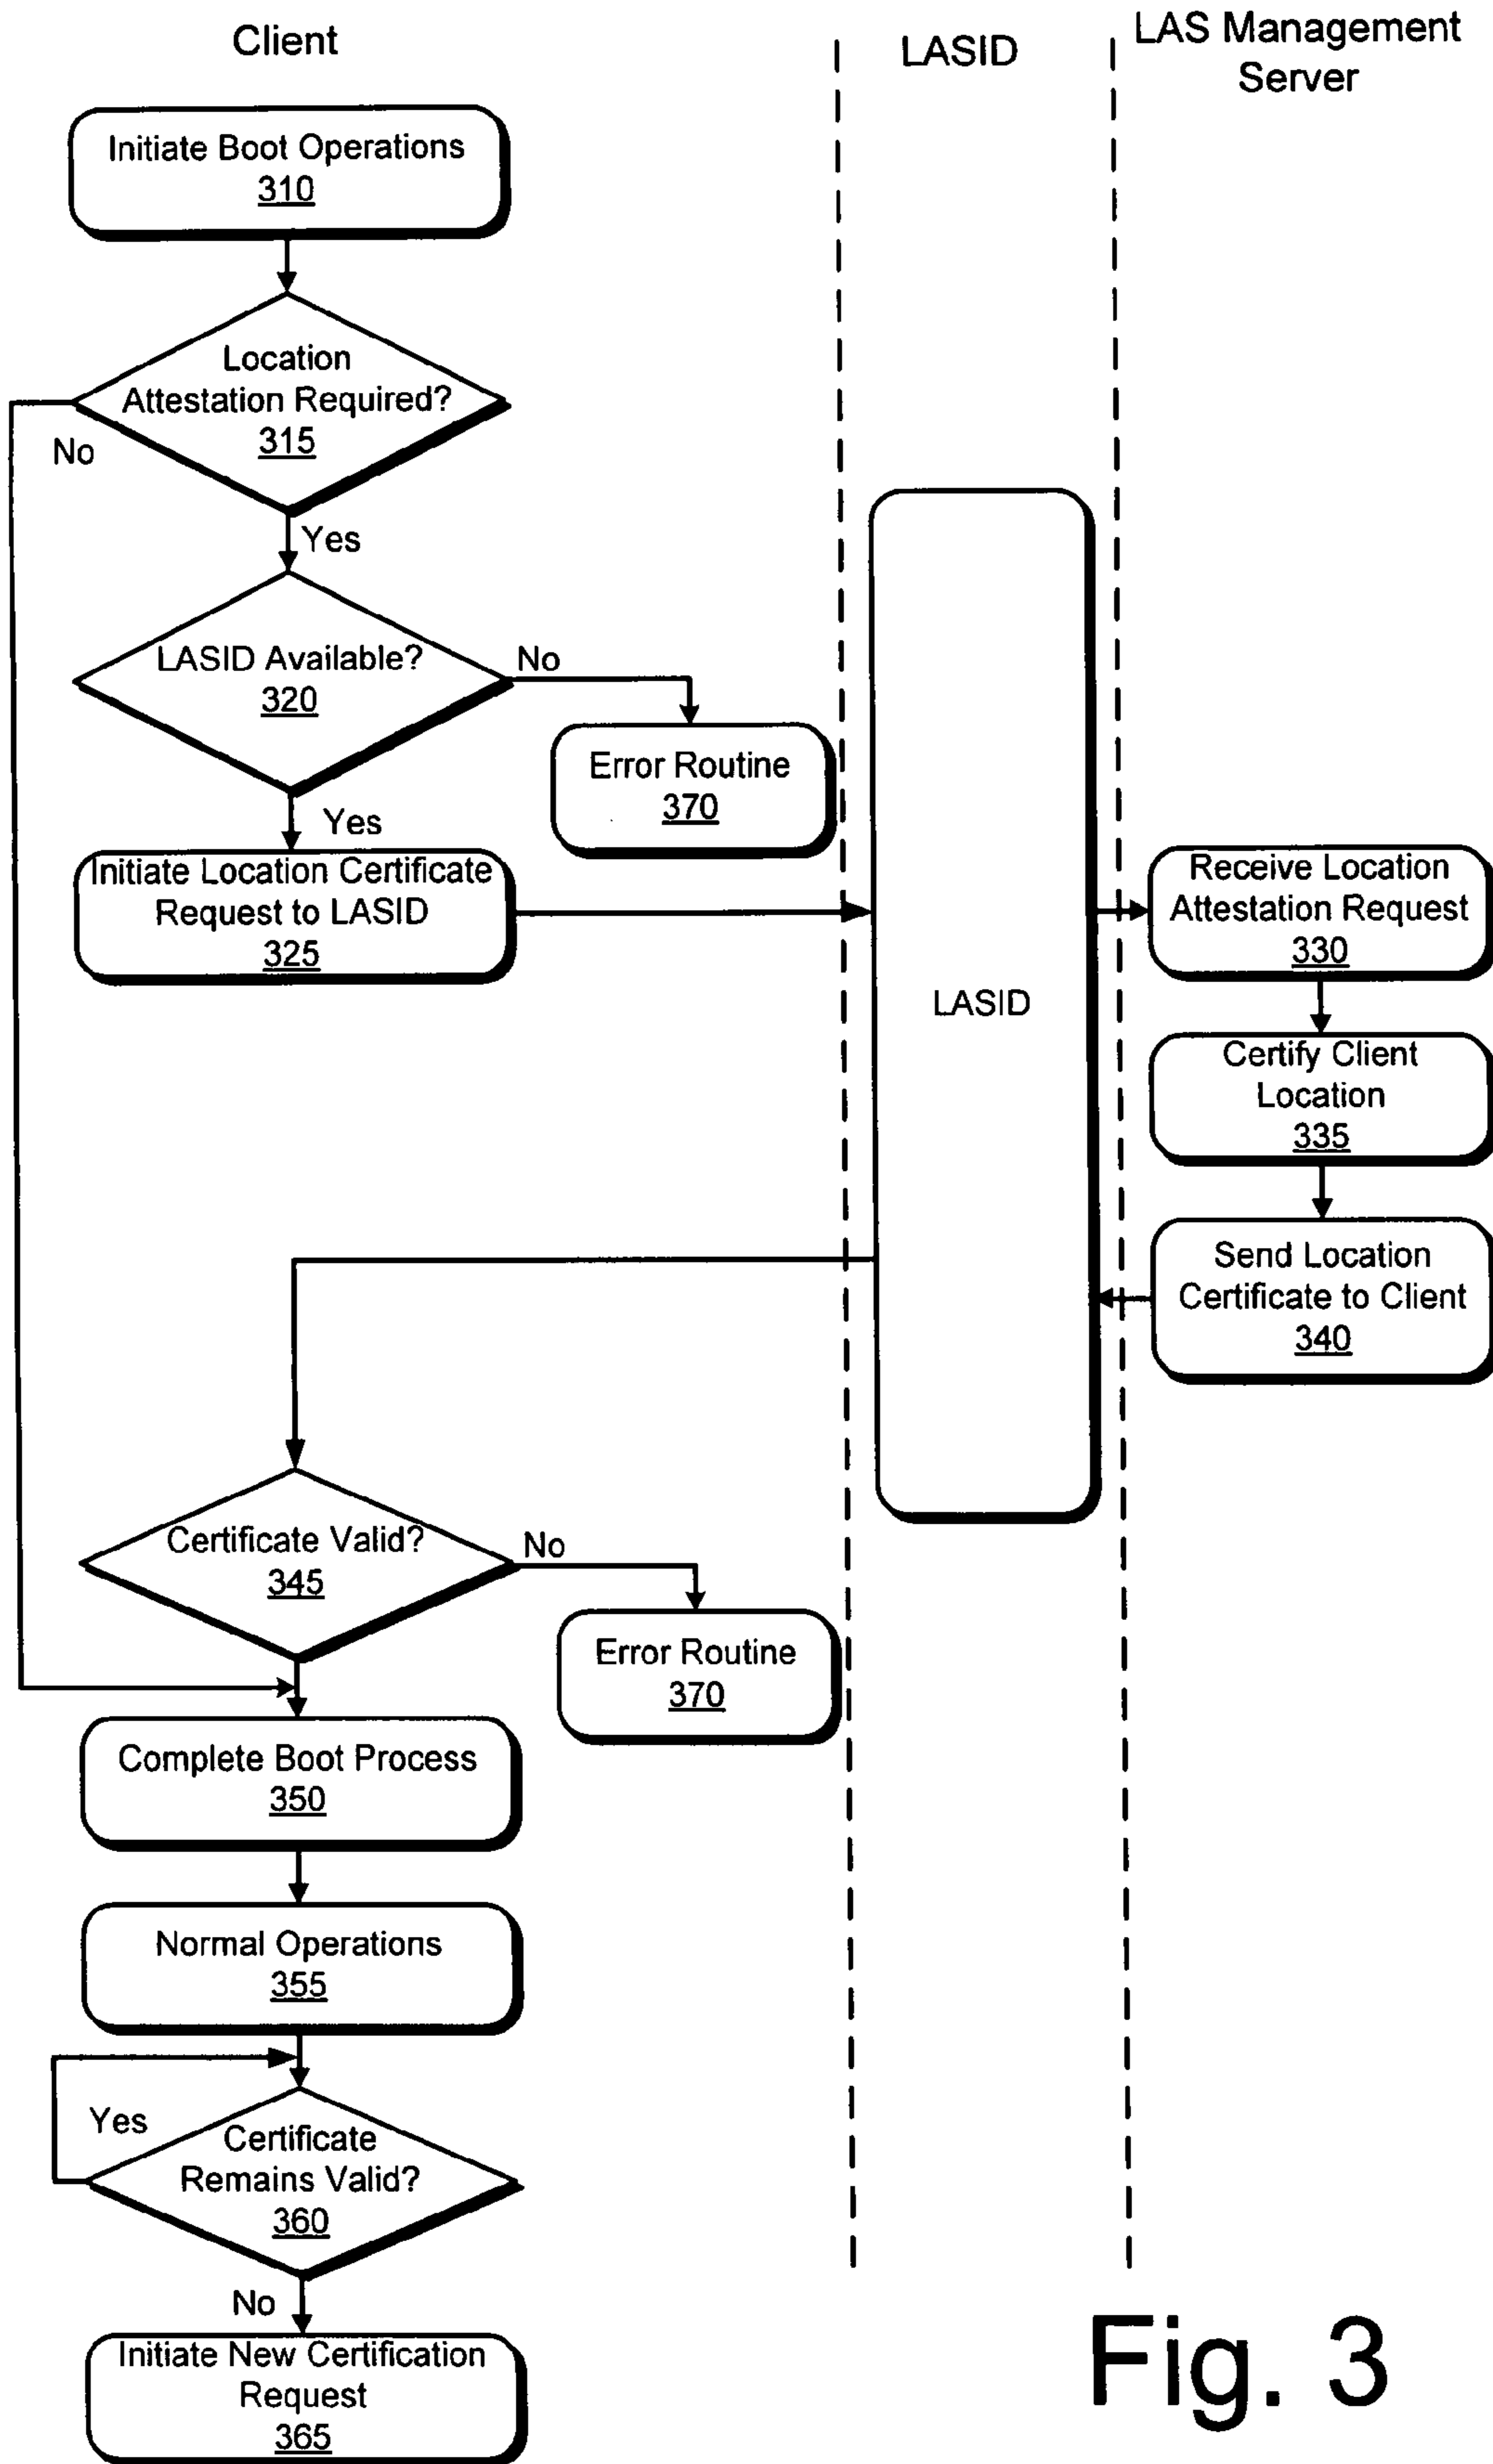 Client
LASID
LAS Management
Server
Initiate Boot Operations
310
Location
Attestation Required?
315
No
Yes
LASID Available?
320
No
Error Routine
370
Yes
Initiate Location Certificate
Request to LASID
325
LASID
Receive Location
Attestation Request
330
Certify Client
Location
335
Send Location
Certificate to Client
340
Certificate Valid?
345
No
Error Routine
370
Complete Boot Process
350
Normal Operations
355
Yes
Certificate
Remains Valid?
360
No
Initiate New Certification
Request
365
Fig. 3